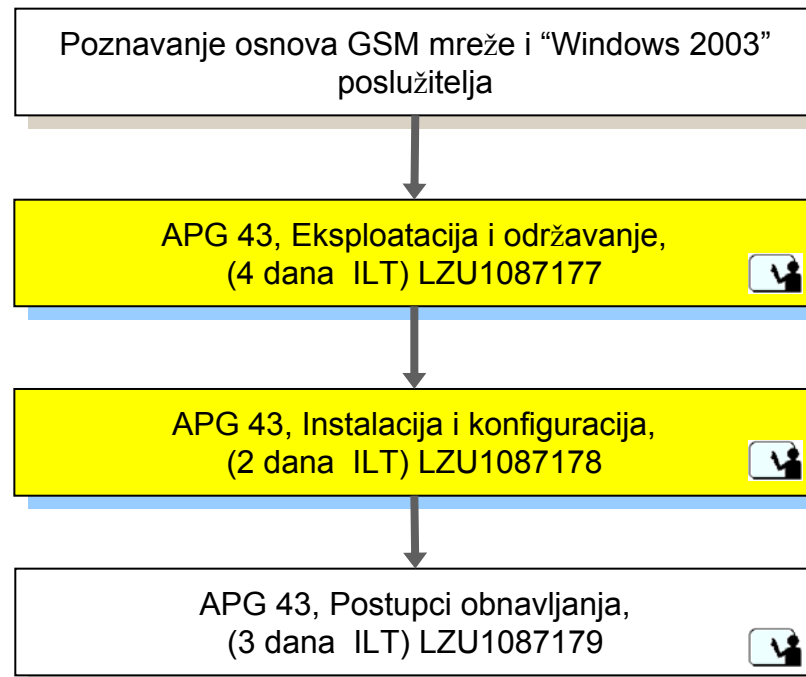 Poznavanje osnova GSM mreže i “Windows 2003”
poslužitelja
APG 43, Eksploatacija i održavanje,
(4 dana  ILT) LZU1087177
APG 43, Instalacija i konfiguracija,
(2 dana  ILT) LZU1087178
APG 43, Postupci obnavljanja,
(3 dana  ILT) LZU1087179